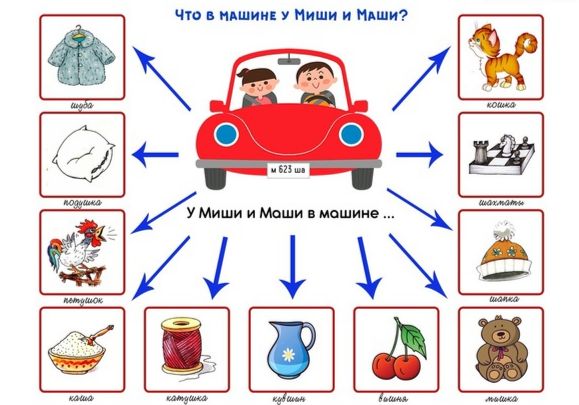 Что в машине у Миши и Маши?
шуба
кошка
м 623 ша
подушка
шахматы
У Миши и Маши в машине ...
петушок
шапка
каша
катушка
кувшин
вишня
мишка